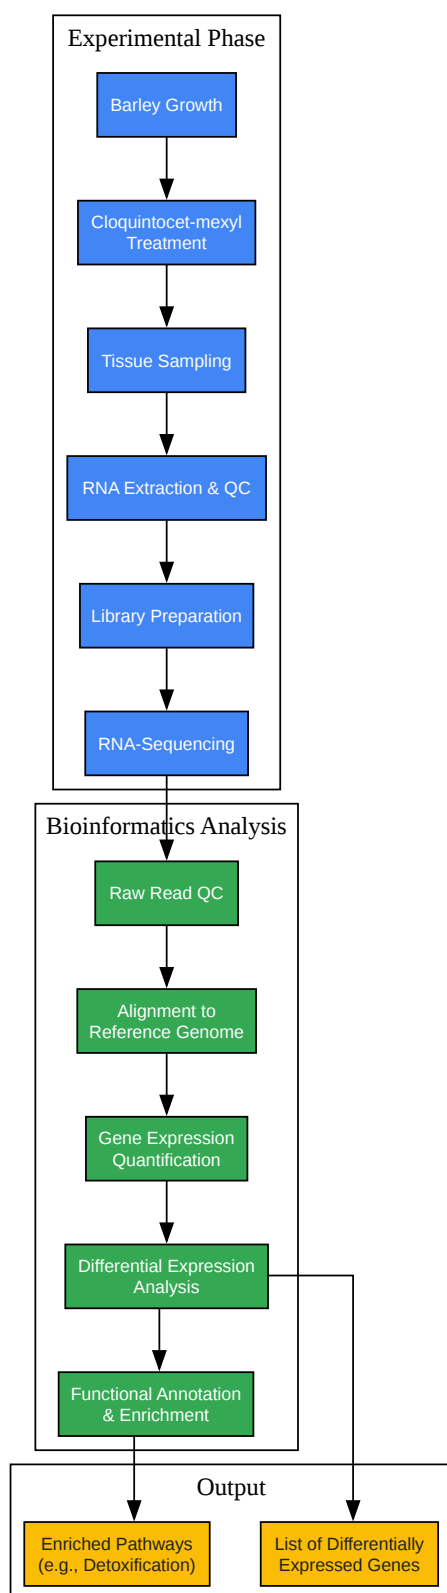 Experimental Phase
Barley Growth
Cloquintocet-mexyl
Treatment
Tissue Sampling
RNA Extraction & QC
Library Preparation
RNA-Sequencing
Bioinformatics Analysis
Raw Read QC
Alignment to
Reference Genome
Gene Expression
Quantification
Differential Expression
Analysis
Functional Annotation
& Enrichment
Output
Enriched Pathways
(e.g., Detoxification)
List of Differentially
Expressed Genes